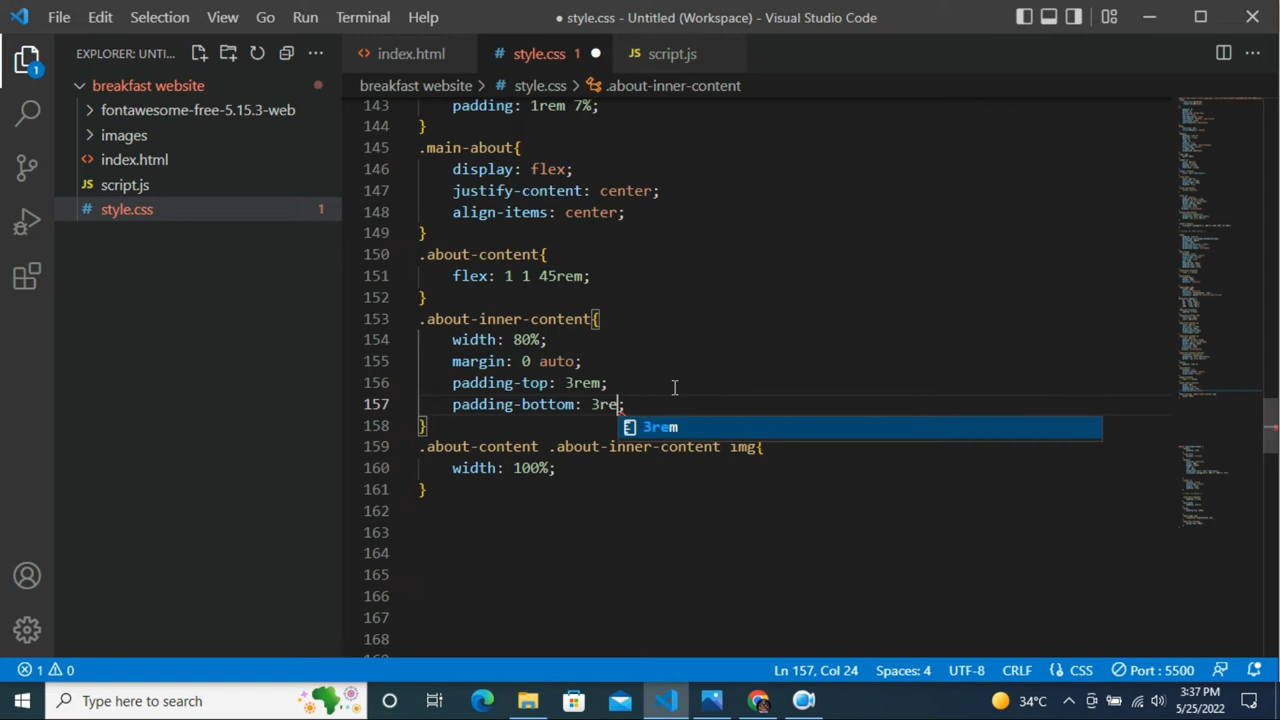 File Edit Selection View Go Run Terminal Help
● style.css - Untitled (Workspace) - Visual Studio Code
EXPLORER: UNTI...
index.html
# style.css 1 ●
JS script.js
1
breakfast website
fontawesome-free-5.15.3-web
images
index.html
JS script.js
# style.css 1
breakfast website > # style.css > .about-inner-content
143 padding: 1rem 7%;
144 }
145 .main-about{
146 display: flex;
147 justify-content: center;
148 align-items: center;
149 }
150 .about-content{
151 flex: 1 1 45rem;
152 }
153 .about-inner-content{
154 width: 80%;
155 margin: 0 auto;
156 padding-top: 3rem;
157 padding-bottom: 3re;
158 }
3rem
159 .about-content .about-inner-content img{
160 width: 100%;
161 }
162
163
164
165
166
167
168
169
1 0
Ln 157, Col 24 Spaces: 4 UTF-8 CRLF {} CSS Port : 5500
Type here to search
34°C
3:37 PM
5/25/2022